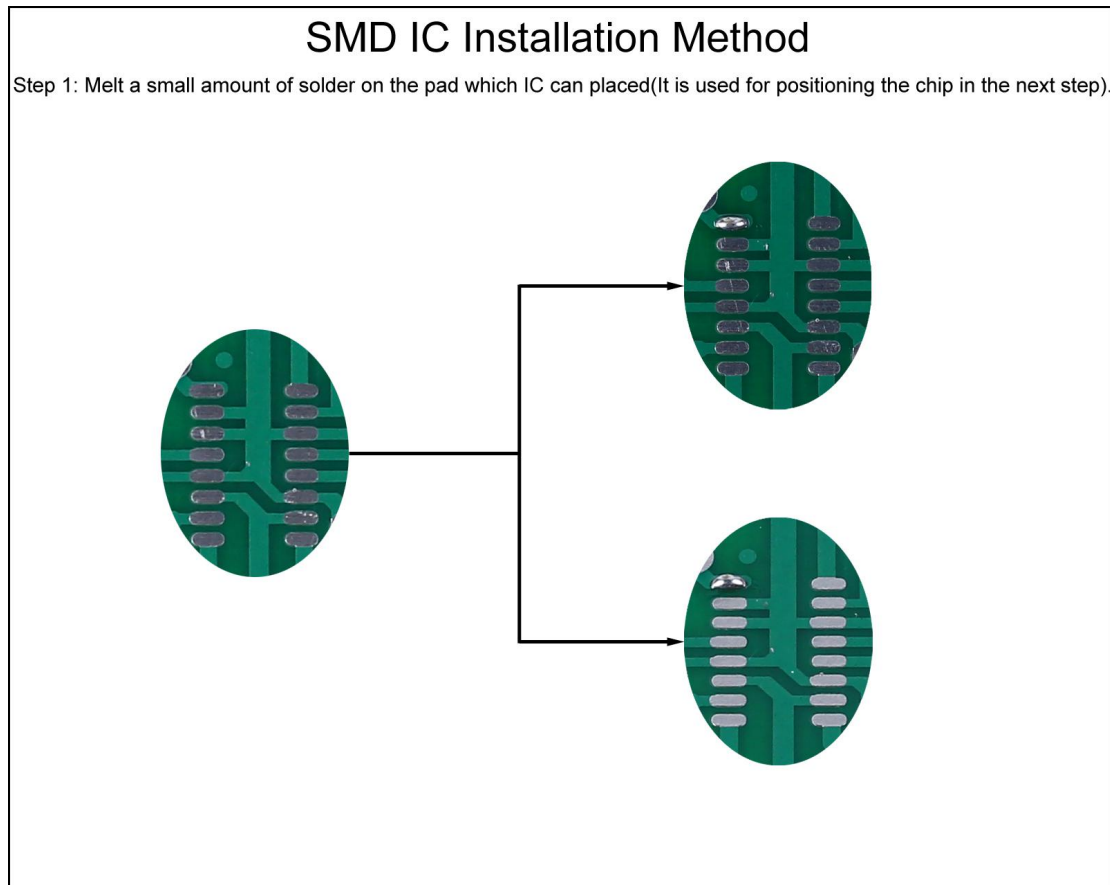 SMD IC Installation Method
Step 1: Melt a small amount of solder on the pad which IC can placed(It is used for positioning the chip in the next step).